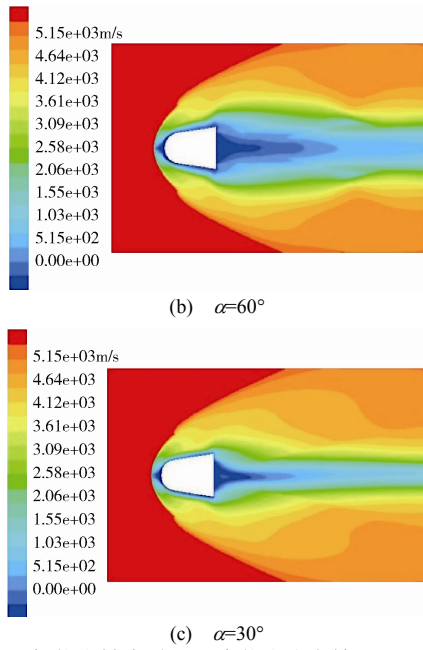 5.15e+03m/s
4.64e+03
4.12e+03
3.61e+03
3.09e+03
2.58e+03
2.06e+03
1.55e+03
1.03e+03
5.15e+02
0.00e+00
(b) α=60°
5.15e+03m/s
4.64e+03
4.12e+03
3.61e+03
3.09e+03
2.58e+03
2.06e+03
1.55e+03
1.03e+03
5.15e+02
0.00e+00
(c) α=30°